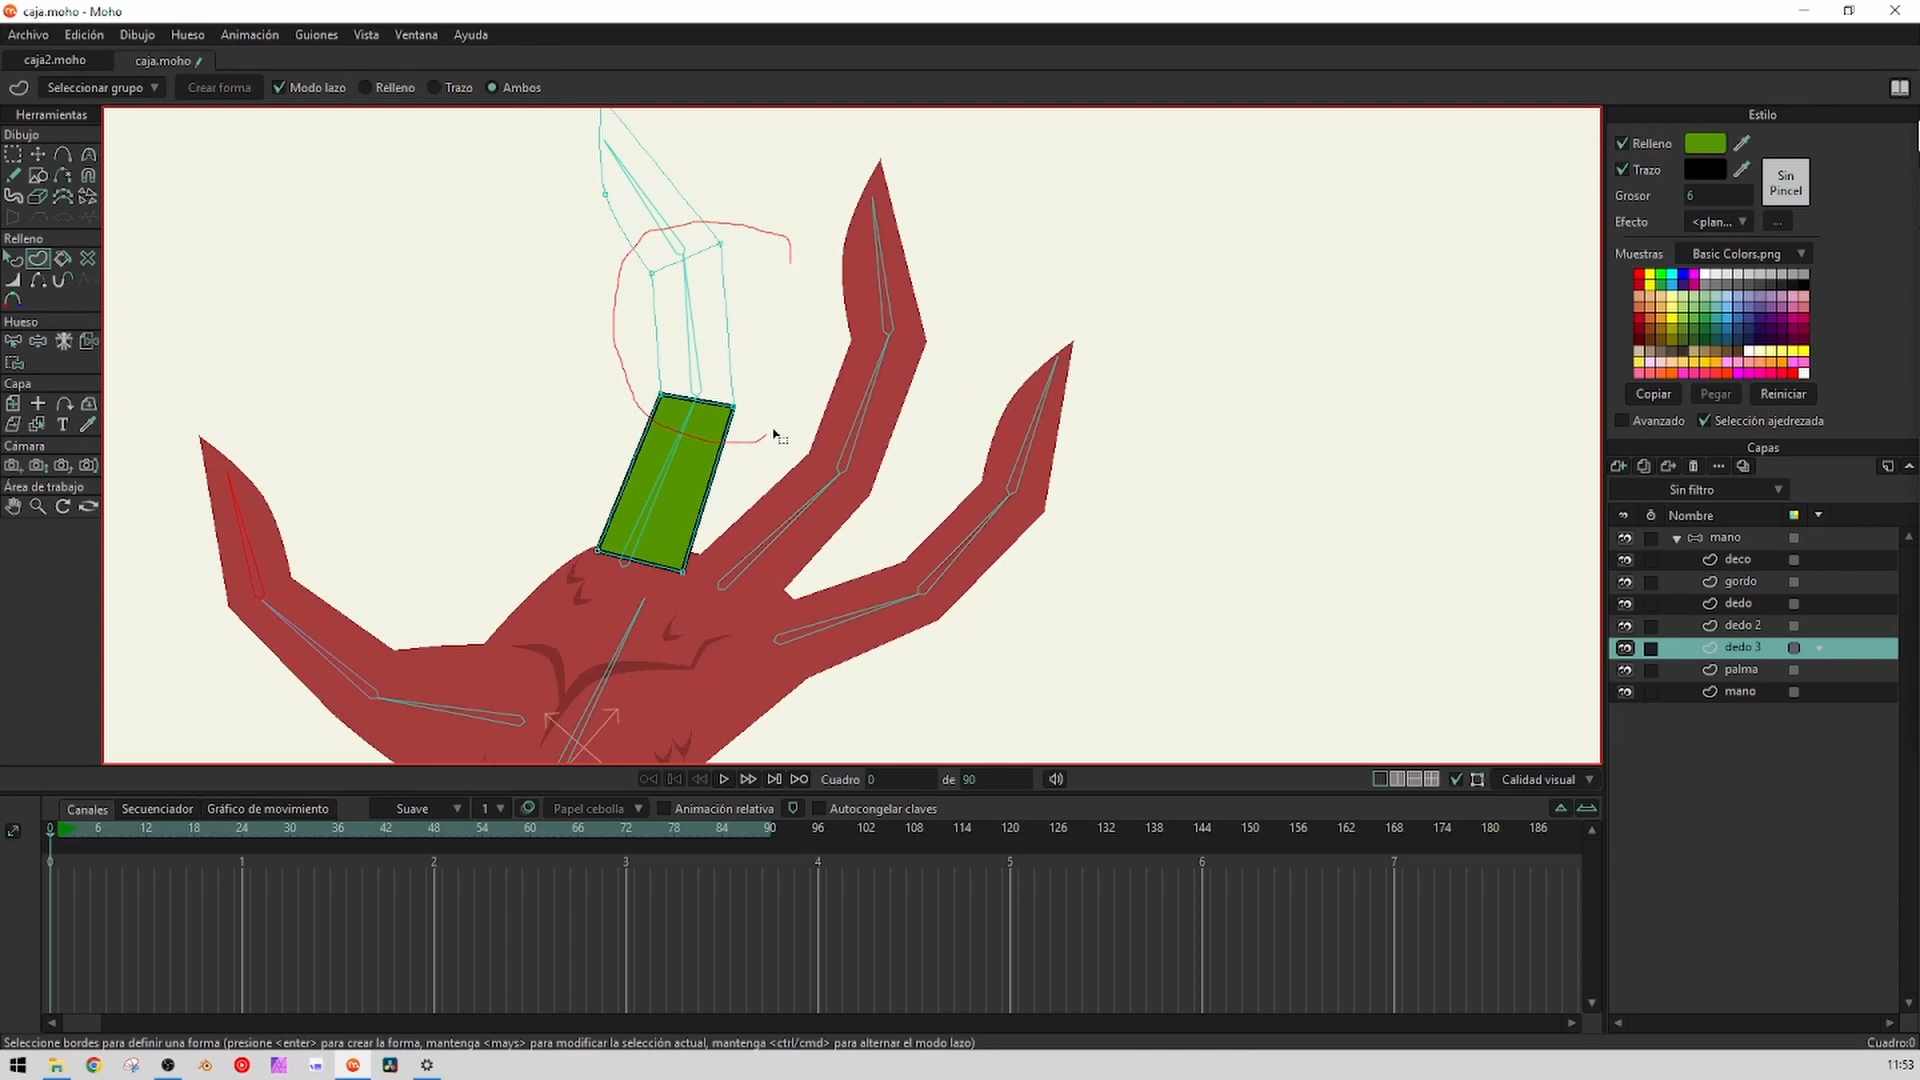 caja.moho - Moho
Archivo Edición Dibujo Hueso Animación Guiones Vista Ventana Ayuda
caja2.moho caja.moho
Seleccionar grupo Crear forma Modo lazo Relleno Trazo Ambos
Herramientas
Dibujo
Relleno
Hueso
Capa
Cámara
Área de trabajo
Estilo
Relleno
Trazo
Sin Pincel
Grosor 6
Efecto <plan... ...
Muestras Basic Colors.png
Copiar Pegar Reiniciar
Avanzado Selección ajedrezada
Capas
Sin filtro
Nombre
mano
deco
gordo
dedo
dedo 2
dedo 3
palma
mano
Cuadro 0 de 90 Calidad visual
Canales Secuenciador Gráfico de movimiento Suave 1 Papel cebolla Animación relativa Autocongelar claves
0 6 12 18 24 30 36 42 48 54 60 66 72 78 84 90 96 102 108 114 120 126 132 138 144 150 156 162 168 174 180 186
0 1 2 3 4 5 6 7
Seleccione bordes para definir una forma (presione <enter> para crear la forma, mantenga <mays> para modificar la selección actual, mantenga <ctrl/cmd> para alternar el modo lazo) Cuadro:0
11:53